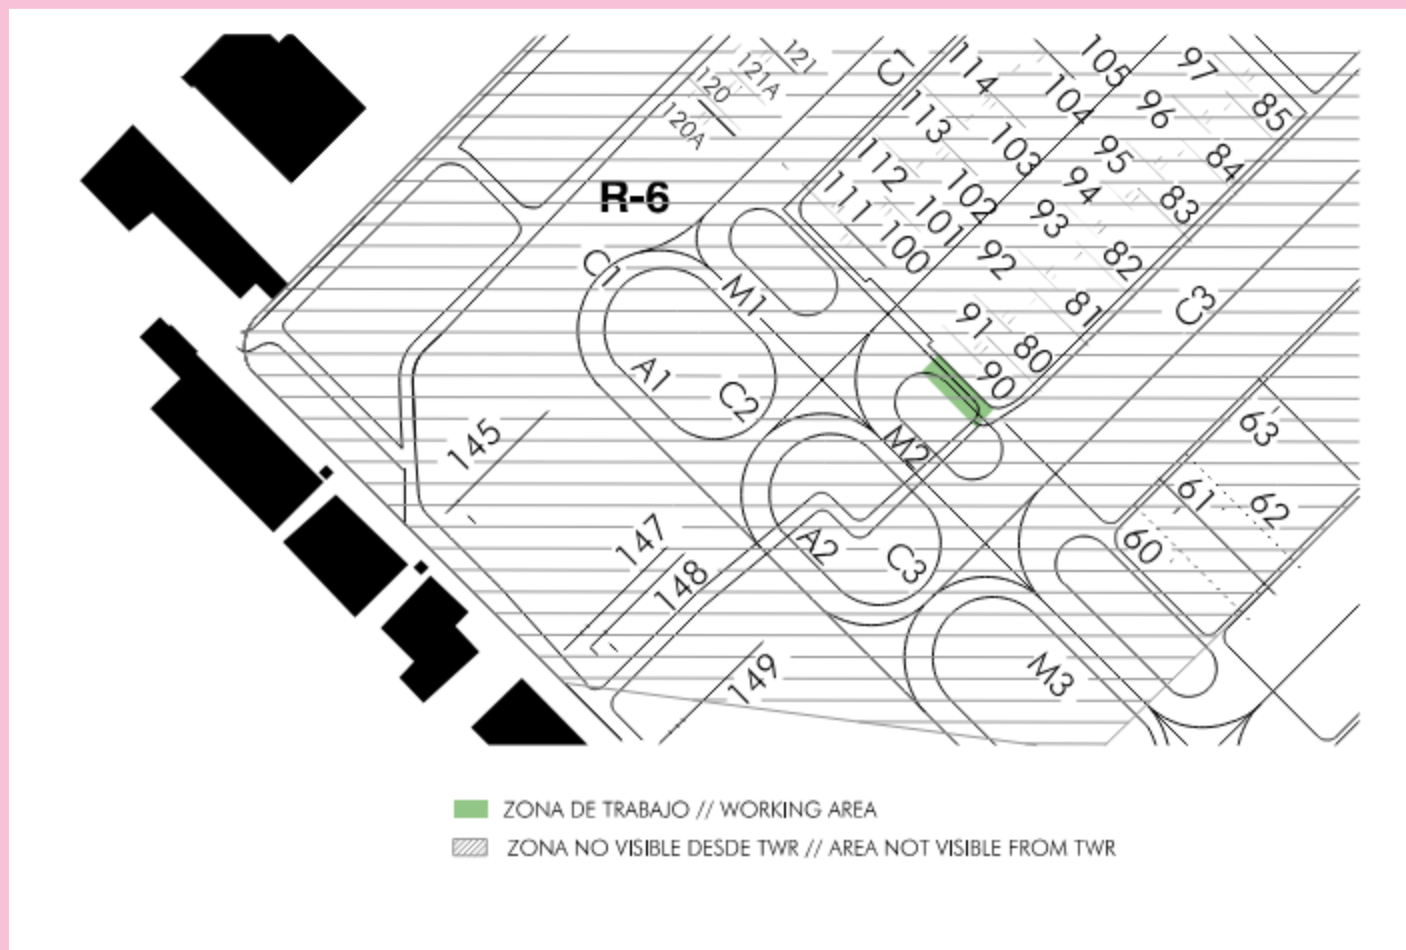 121
121A
120
120A
C1
114
105
97
113
104
96
85
112
103
95
84
111
102
94
83
R-6
101
93
100
92
82
C1
M1
91
81
C3
80
90
A1
C2
145
M2
63
61
62
147
A2
C3
60
148
149
M3
ZONA DE TRABAJO // WORKING AREA
ZONA NO VISIBLE DESDE TWR // AREA NOT VISIBLE FROM TWR